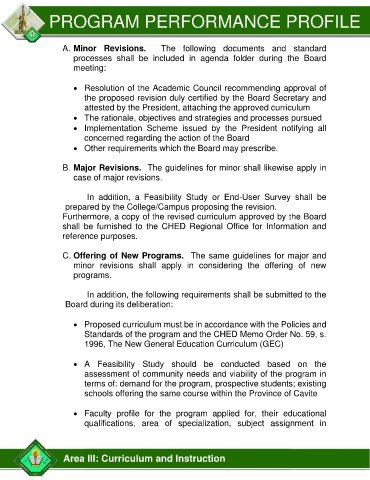 PROGRAM PERFORMANCE PROFILE
A. Minor Revisions. The following documents and standard
processes shall be included in agenda folder during the Board
meeting:
• Resolution of the Academic Council recommending approval of
the proposed revision duly certified by the Board Secretary and
attested by the President, attaching the approved curriculum
• The rationale, objectives and strategies and processes pursued
• Implementation Scheme issued by the President notifying all
concerned regarding the action of the Board
• Other requirements which the Board may prescribe.
B. Major Revisions. The guidelines for minor shall likewise apply in
case of major revisions.
In addition, a Feasibility Study or End-User Survey shall be
prepared by the College/Campus proposing the revision.
Furthermore, a copy of the revised curriculum approved by the Board
shall be furnished to the CHED Regional Office for Information and
reference purposes.
C. Offering of New Programs. The same guidelines for major and
minor revisions shall apply in considering the offering of new
programs.
In addition, the following requirements shall be submitted to the
Board during its deliberation:
• Proposed curriculum must be in accordance with the Policies and
Standards of the program and the CHED Memo Order No. 59, s.
1996, The New General Education Curriculum (GEC)
• A Feasibility Study should be conducted based on the
assessment of community needs and viability of the program in
terms of: demand for the program, prospective students; existing
schools offering the same course within the Province of Cavite
• Faculty profile for the program applied for, their educational
qualifications, area of specialization, subject assignment in
Area III: Curriculum and Instruction